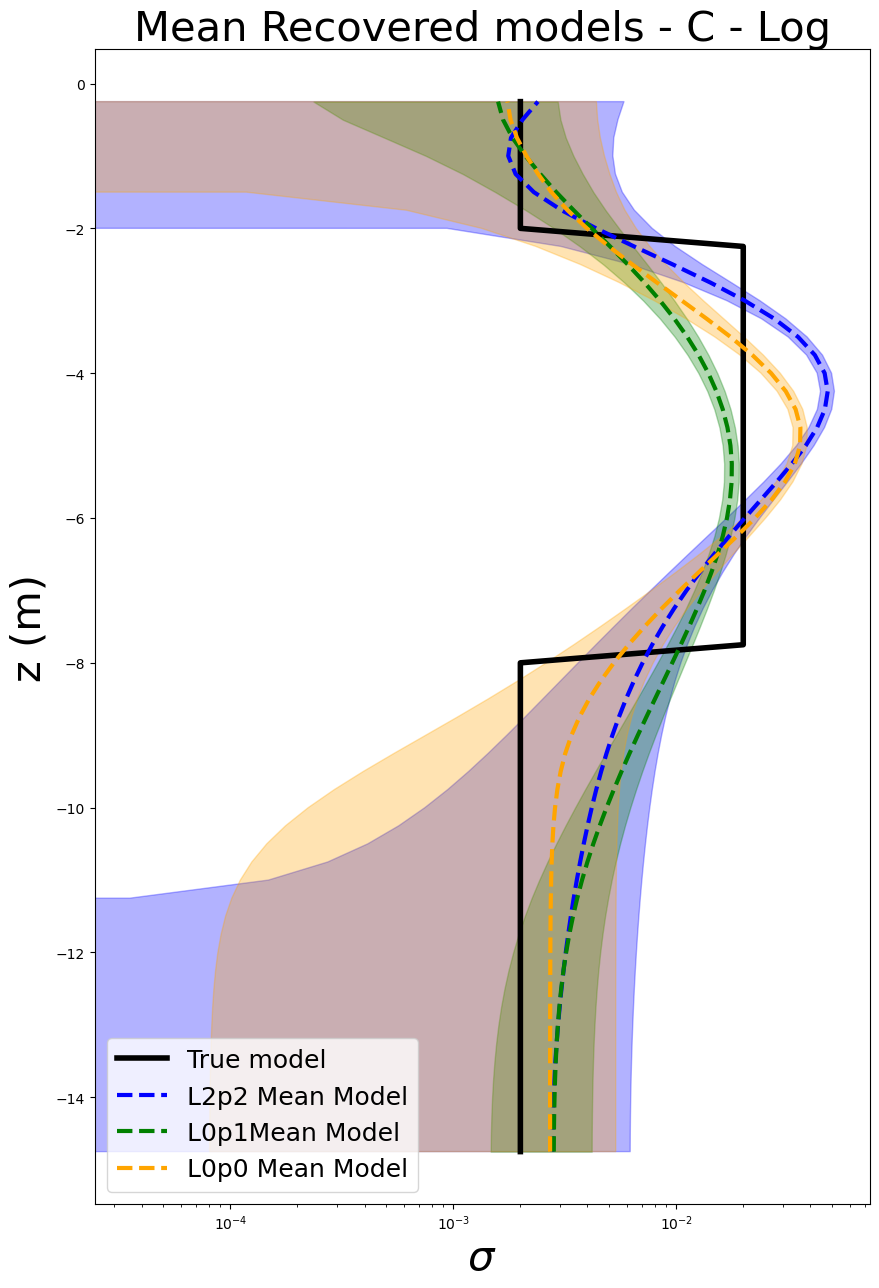 Mean Recovered models - C - Log
0
−2
−4
−6
−8
−10
−12
−14
z (m)
True model
L2p2 Mean Model
L0p1Mean Model
L0p0 Mean Model
10⁻⁴
10⁻³
10⁻²
σ